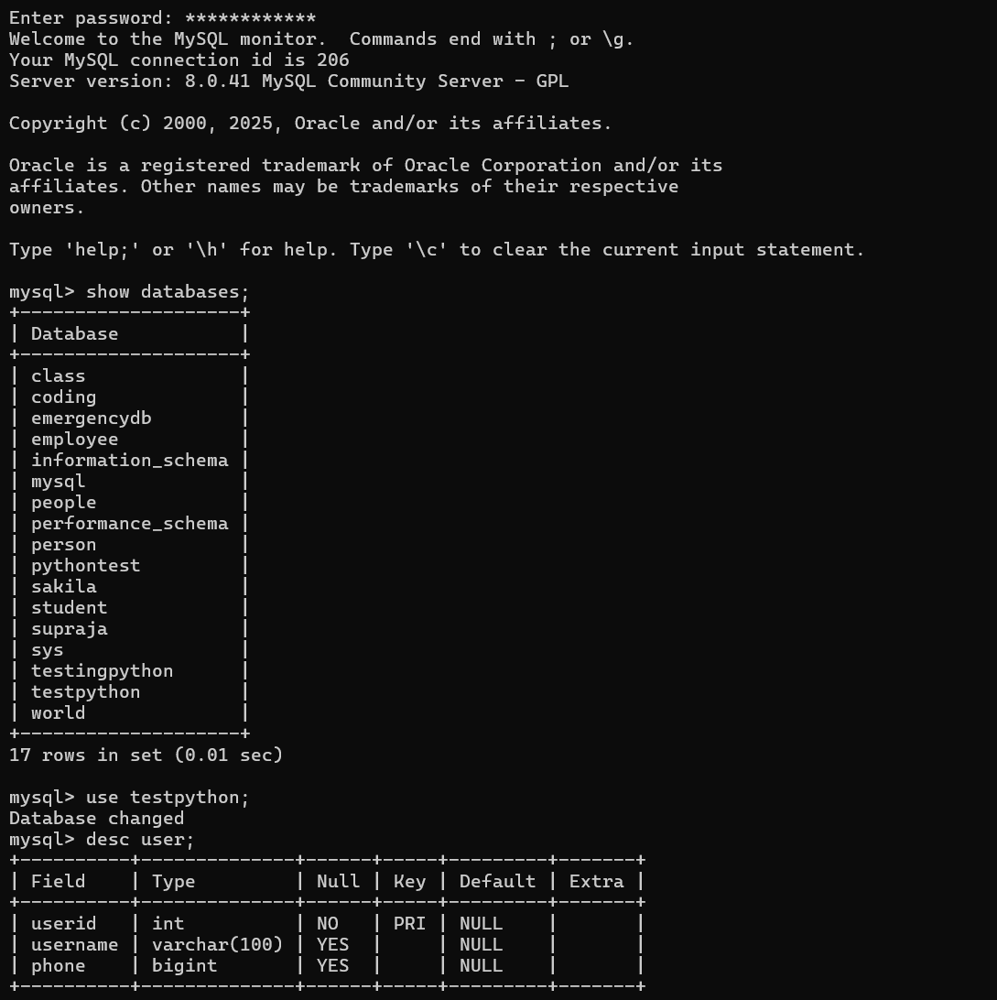 Enter password: ************
Welcome to the MySQL monitor.  Commands end with ; or \g.
Your MySQL connection id is 206
Server version: 8.0.41 MySQL Community Server - GPL

Copyright (c) 2000, 2025, Oracle and/or its affiliates.

Oracle is a registered trademark of Oracle Corporation and/or its
affiliates. Other names may be trademarks of their respective
owners.

Type 'help;' or '\h' for help. Type '\c' to clear the current input statement.

mysql> show databases;
+--------------------+
| Database           |
+--------------------+
| class              |
| coding             |
| emergencydb        |
| employee           |
| information_schema |
| mysql              |
| people             |
| performance_schema |
| person             |
| pythontest         |
| sakila             |
| student            |
| supraja            |
| sys                |
| testingpython      |
| testpython         |
| world              |
+--------------------+
17 rows in set (0.01 sec)

mysql> use testpython;
Database changed
mysql> desc user;
+----------+--------------+------+-----+---------+-------+
| Field    | Type         | Null | Key | Default | Extra |
+----------+--------------+------+-----+---------+-------+
| userid   | int          | NO   | PRI | NULL    |       |
| username | varchar(100) | YES  |     | NULL    |       |
| phone    | bigint       | YES  |     | NULL    |       |
+----------+--------------+------+-----+---------+-------+